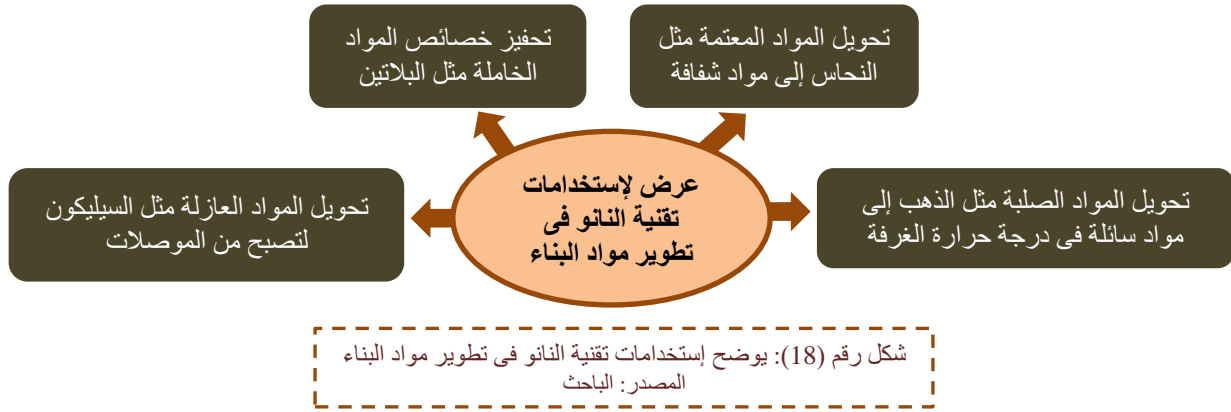 تحويل المواد المعتمة مثل
النحاس إلى مواد شفافة
تحفيز خصائص المواد
الخاملة مثل البلاتين
تحويل المواد الصلبة مثل الذهب إلى
مواد سائلة فى درجة حرارة الغرفة
عرض لإستخدامات
تقنية النانو فى
تطوير مواد البناء
تحويل المواد العازلة مثل السيليكون
لتصبح من الموصلات
شكل رقم (18): يوضح إستخدامات تقنية النانو فى تطوير مواد البناء
المصدر: الباحث